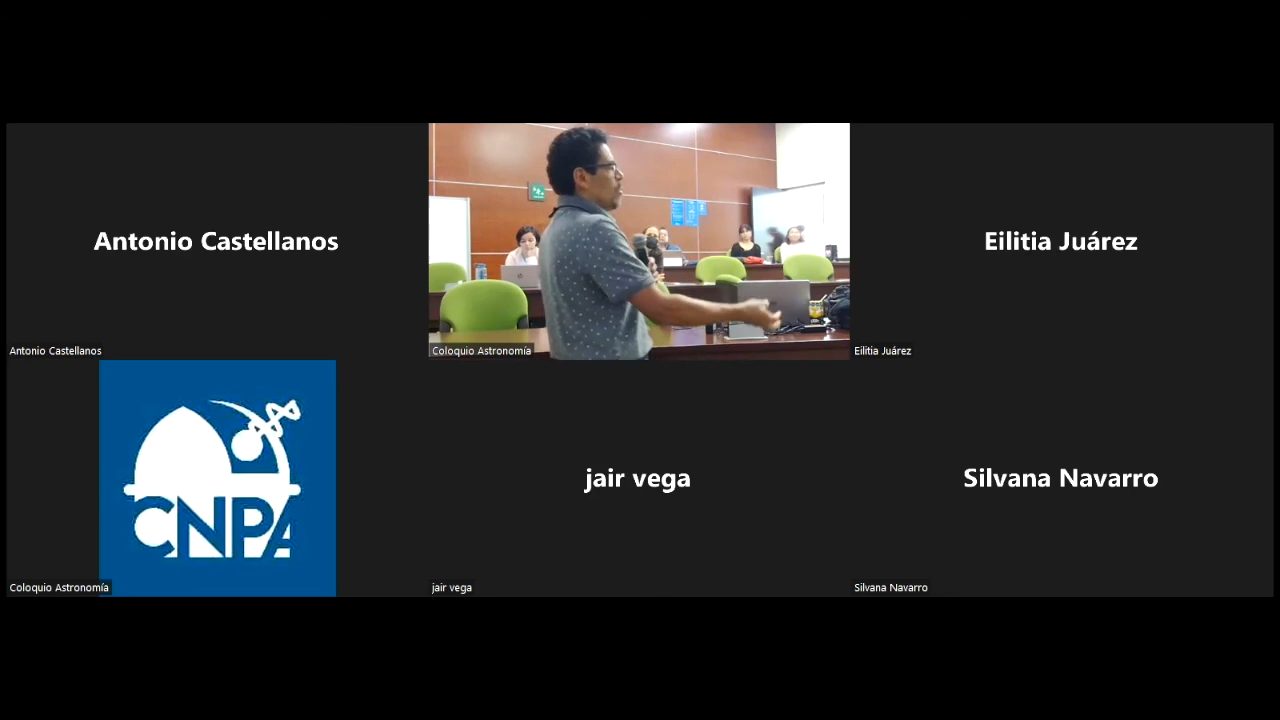 Antonio Castellanos
Antonio Castellanos
Coloquio Astronomía
Eilitia Juárez
Eilitia Juárez
CNPA
Coloquio Astronomía
jair vega
jair vega
Silvana Navarro
Silvana Navarro